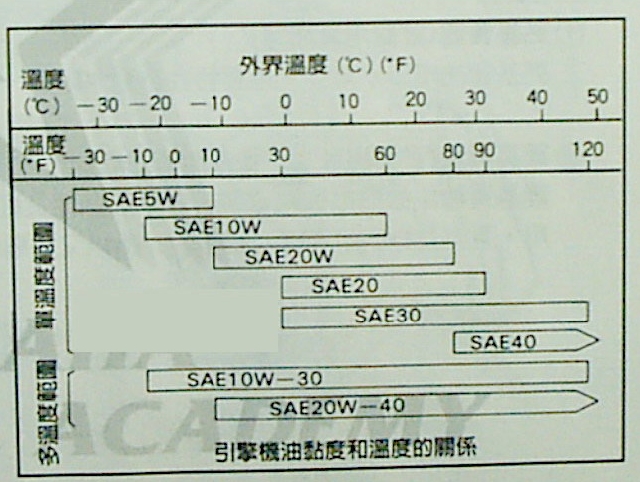 外界溫度 (℃) (°F)
溫度
(℃) －30 －20 －10 0 10 20 30 40 50
溫度
(°F) －30 －10 0 10 30 60 80 90 120
單溫度範圍
SAE5W
SAE10W
SAE20W
SAE20
SAE30
SAE40
多溫度範圍
SAE10W－30
SAE20W－40
引擎機油黏度和溫度的關係
ACADEMY